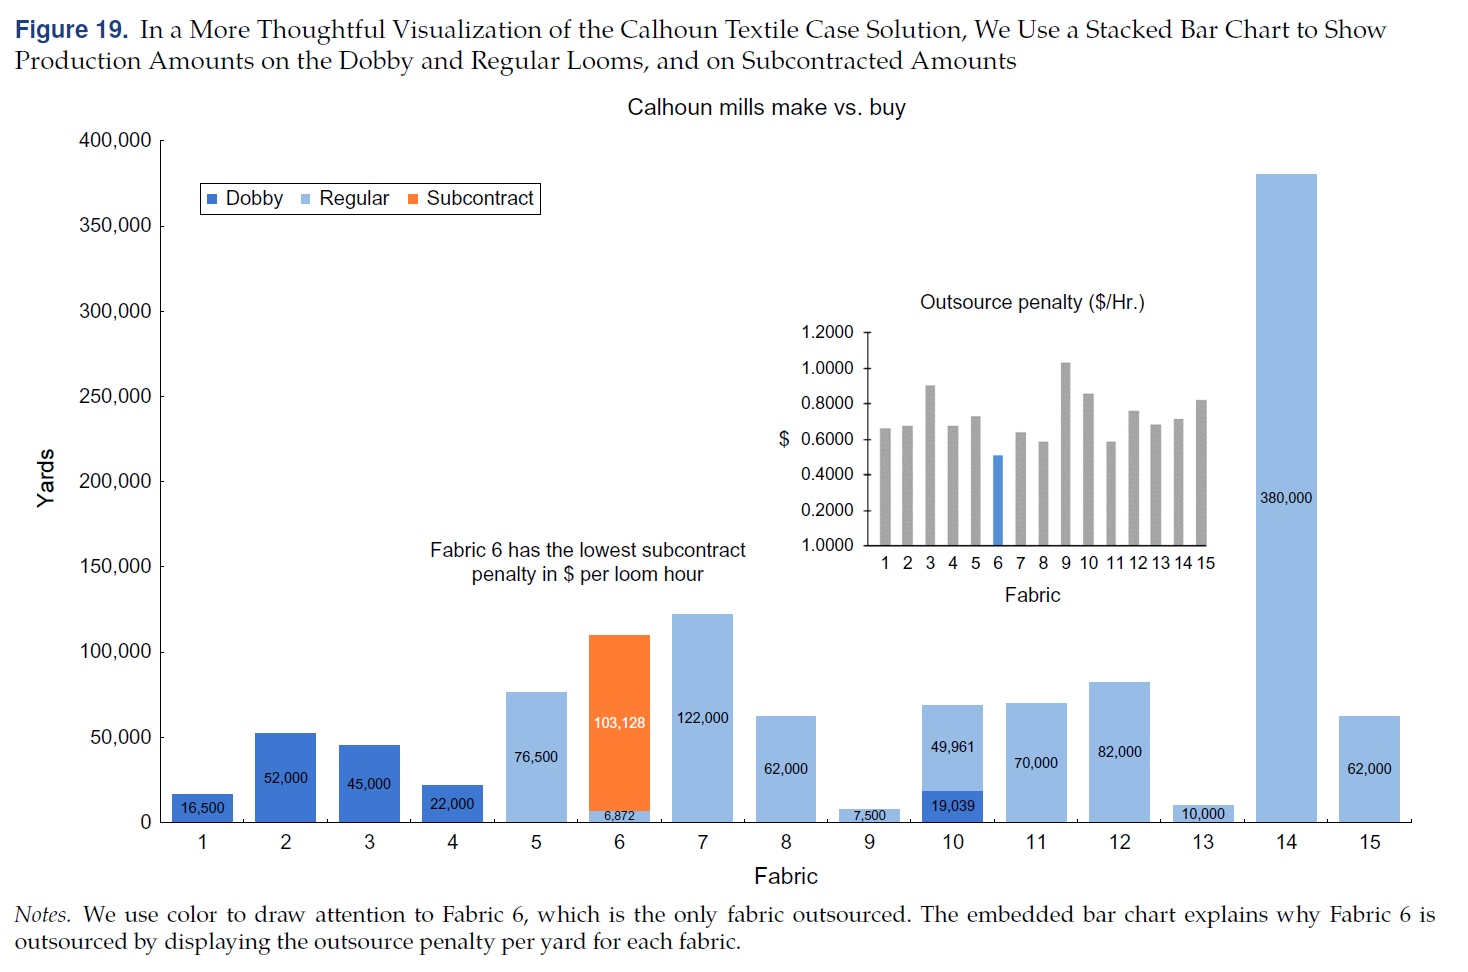 Figure 19. In a More Thoughtful Visualization of the Calhoun Textile Case Solution, We Use a Stacked Bar Chart to Show
Production Amounts on the Dobby and Regular Looms, and on Subcontracted Amounts
Calhoun mills make vs. buy
400,000
350,000
300,000
250,000
200,000
150,000
100,000
50,000
0
Yards
Dobby Regular Subcontract
Outsource penalty ($/Hr.)
1.2000
1.0000
0.8000
0.6000
0.4000
0.2000
1.0000
$
1 2 3 4 5 6 7 8 9 10 11 12 13 14 15
Fabric
Fabric 6 has the lowest subcontract
penalty in $ per loom hour
16,500
52,000
45,000
22,000
76,500
103,128
6,872
122,000
62,000
7,500
49,961
19,039
70,000
82,000
10,000
380,000
62,000
1 2 3 4 5 6 7 8 9 10 11 12 13 14 15
Fabric
Notes. We use color to draw attention to Fabric 6, which is the only fabric outsourced. The embedded bar chart explains why Fabric 6 is
outsourced by displaying the outsource penalty per yard for each fabric.